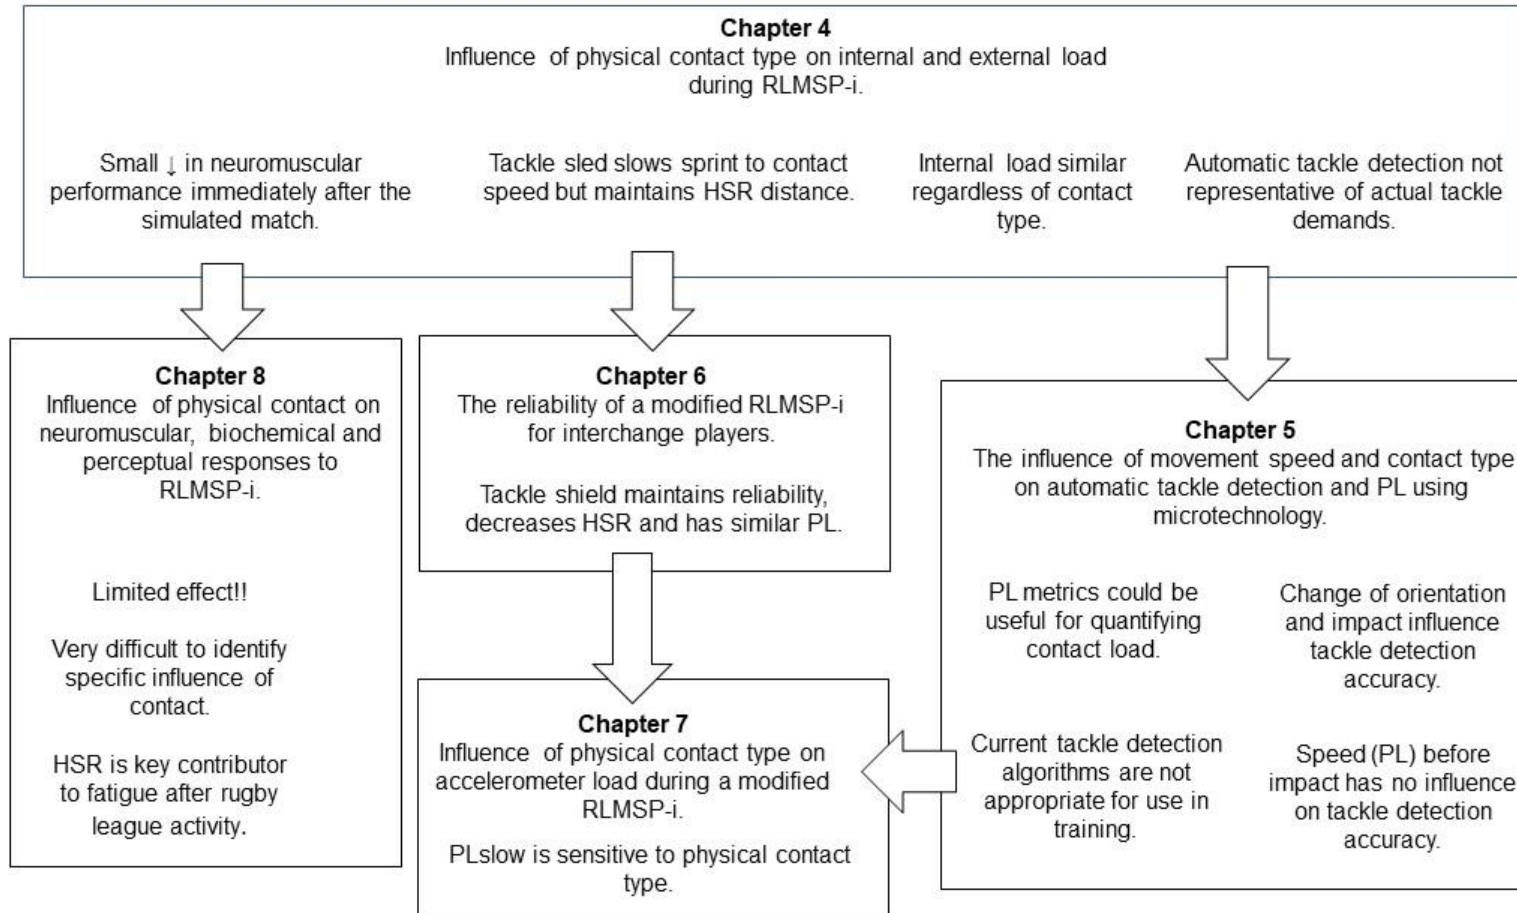 Chapter 4
Influence of physical contact type on internal and external load
during RLMSP-i.
Small ↓ in neuromuscular
performance immediately after the
simulated match.
Tackle sled slows sprint to contact
speed but maintains HSR distance.
Internal load similar
regardless of contact
type.
Automatic tackle detection not
representative of actual tackle
demands.
Chapter 8
Influence of physical contact on
neuromuscular, biochemical and
perceptual responses to
RLMSP-i.
Limited effect!!
Very difficult to identify
specific influence of
contact.
HSR is key contributor
to fatigue after rugby
league activity.
Chapter 6
The reliability of a modified RLMSP-i
for interchange players.
Tackle shield maintains reliability,
decreases HSR and has similar PL.
Chapter 7
Influence of physical contact type on
accelerometer load during a modified
RLMSP-i.
PLslow is sensitive to physical contact
type.
Chapter 5
The influence of movement speed and contact type
on automatic tackle detection and PL using
microtechnology.
PL metrics could be
useful for quantifying
contact load.
Change of orientation
and impact influence
tackle detection
accuracy.
Current tackle detection
algorithms are not
appropriate for use in
training.
Speed (PL) before
impact has no influence
on tackle detection
accuracy.